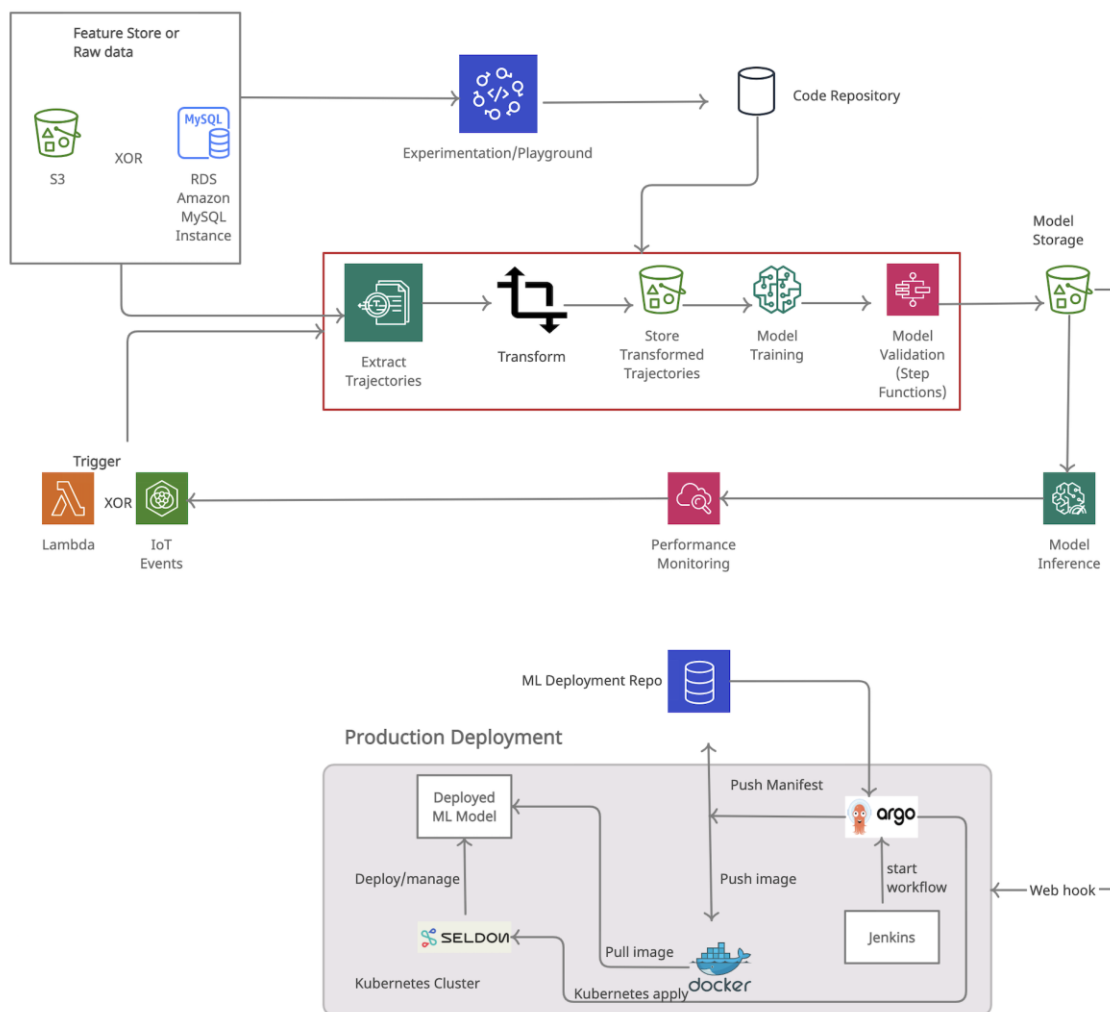 Feature Store or
Raw data
MySQL
XOR
S3
RDS
Amazon
MySQL
Instance
</>
Experimentation/Playground
Code Repository
Model
Storage
Extract
Trajectories
Transform
Store
Transformed
Trajectories
Model
Training
Model
Validation
(Step
Functions)
Trigger
XOR
Lambda
IoT
Events
Performance
Monitoring
Model
Inference
ML Deployment Repo
Production Deployment
Deployed
ML Model
Push Manifest
argo
start
workflow
Deploy/manage
Push image
Web hook
SELDON
Jenkins
Pull image
docker
Kubernetes Cluster
Kubernetes apply